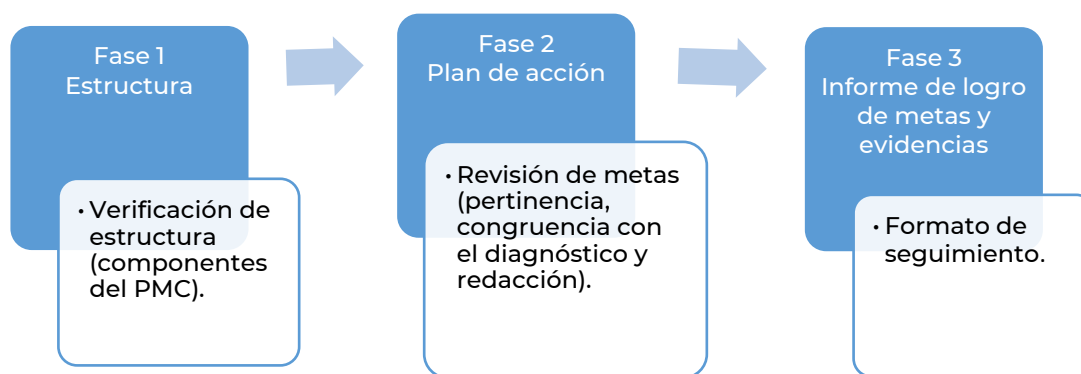 Fase 1
Estructura
· Verificación de
estructura
(componentes
del PMC).
Fase 2
Plan de acción
· Revisión de metas
(pertinencia,
congruencia con
el diagnóstico y
redacción).
Fase 3
Informe de logro
de metas y
evidencias
· Formato de
seguimiento.